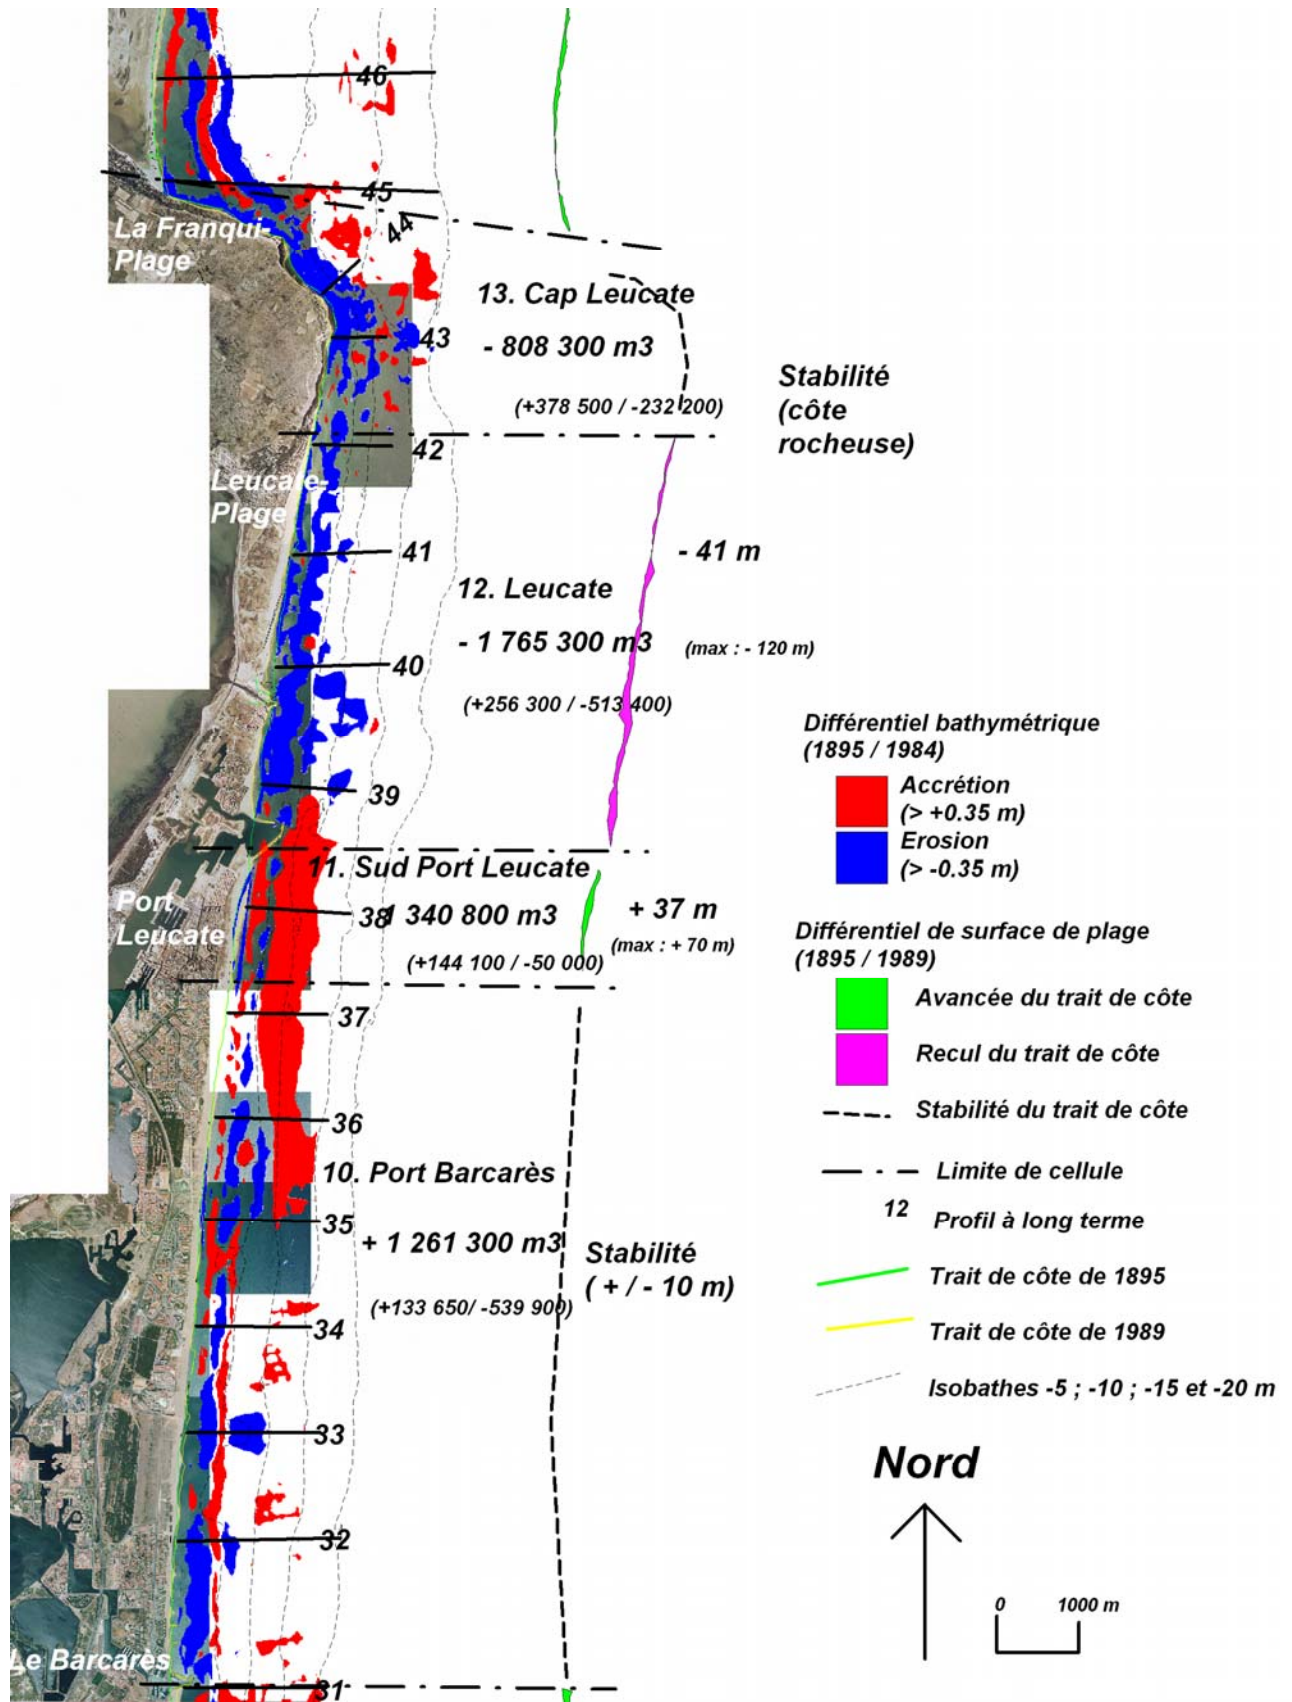 46
45
La Franqui-
Plage
44
13. Cap Leucate
43
- 808 300 m3
Stabilité
(côte
rocheuse)
(+378 500 / -232 200)
42
Leucate-
Plage
41
- 41 m
12. Leucate
- 1 765 300 m3
(max : - 120 m)
40
(+256 300 / -513 400)
39
11. Sud Port Leucate
Port
Leucate
38
1 340 800 m3
+ 37 m
(max : + 70 m)
(+144 100 / -50 000)
37
36
10. Port Barcarès
35
+ 1 261 300 m3
Stabilité
( + / - 10 m)
(+133 650/ -539 900)
34
33
32
Le Barcarès
31
Différentiel bathymétrique
(1895 / 1984)
Accrétion
(> +0.35 m)
Erosion
(> -0.35 m)
Différentiel de surface de plage
(1895 / 1989)
Avancée du trait de côte
Recul du trait de côte
Stabilité du trait de côte
Limite de cellule
12 Profil à long terme
Trait de côte de 1895
Trait de côte de 1989
Isobathes -5 ; -10 ; -15 et -20 m
Nord
0 1000 m